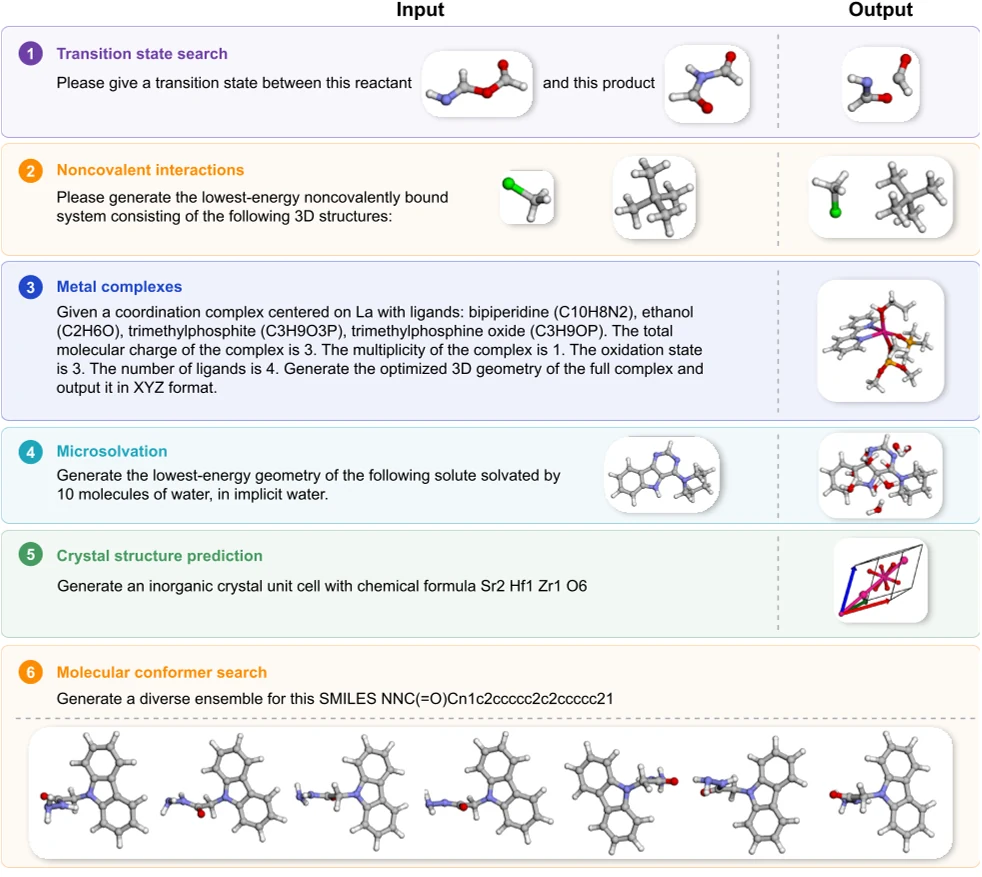 Input
Output
1
Transition state search
Please give a transition state between this reactant
and this product
2
Noncovalent interactions
Please generate the lowest-energy noncovalently bound
system consisting of the following 3D structures:
3
Metal complexes
Given a coordination complex centered on La with ligands: bipiperidine (C10H8N2), ethanol
(C2H6O), trimethylphosphite (C3H9O3P), trimethylphosphine oxide (C3H9OP). The total
molecular charge of the complex is 3. The multiplicity of the complex is 1. The oxidation state
is 3. The number of ligands is 4. Generate the optimized 3D geometry of the full complex and
output it in XYZ format.
4
Microsolvation
Generate the lowest-energy geometry of the following solute solvated by
10 molecules of water, in implicit water.
5
Crystal structure prediction
Generate an inorganic crystal unit cell with chemical formula Sr2 Hf1 Zr1 O6
6
Molecular conformer search
Generate a diverse ensemble for this SMILES NNC(=O)Cn1c2ccccc2c2ccccc21